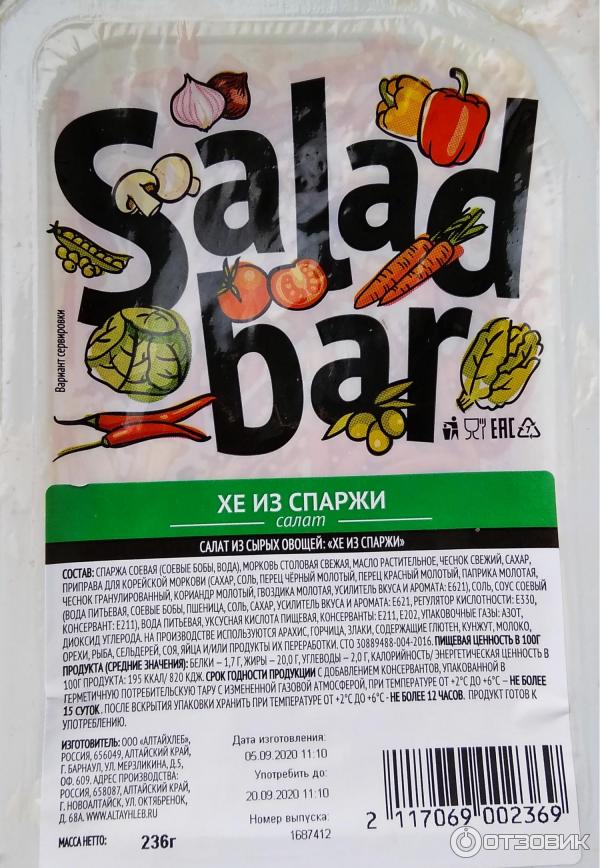 Salad
bar
Вариант сервировки
EAC
7
ХЕ ИЗ СПАРЖИ
салат
САЛАТ ИЗ СЫРЫХ ОВОЩЕЙ: «ХЕ ИЗ СПАРЖИ»
СОСТАВ: СПАРЖА СОЕВАЯ (СОЕВЫЕ БОБЫ, ВОДА), МОРКОВЬ СТОЛОВАЯ СВЕЖАЯ, МАСЛО РАСТИТЕЛЬНОЕ, ЧЕСНОК СВЕЖИЙ, САХАР,
ПРИПРАВА ДЛЯ КОРЕЙСКОЙ МОРКОВИ (САХАР, СОЛЬ, ПЕРЕЦ ЧЁРНЫЙ МОЛОТЫЙ, ПЕРЕЦ КРАСНЫЙ МОЛОТЫЙ, ПАПРИКА МОЛОТАЯ,
ЧЕСНОК ГРАНУЛИРОВАННЫЙ, КОРИАНДР МОЛОТЫЙ, ГВОЗДИКА МОЛОТАЯ, УСИЛИТЕЛЬ ВКУСА И АРОМАТА: Е621), СОЛЬ, СОУС СОЕВЫЙ
(ВОДА ПИТЬЕВАЯ, СОЕВЫЕ БОБЫ, ПШЕНИЦА, СОЛЬ, САХАР, УСИЛИТЕЛЬ ВКУСА И АРОМАТА: Е621, РЕГУЛЯТОР КИСЛОТНОСТИ: Е330,
КОНСЕРВАНТ: Е211), ВОДА ПИТЬЕВАЯ, УКСУСНАЯ КИСЛОТА ПИЩЕВАЯ, КОНСЕРВАНТЫ: Е211, Е202, УПАКОВОЧНЫЕ ГАЗЫ: АЗОТ,
ДИОКСИД УГЛЕРОДА. НА ПРОИЗВОДСТВЕ ИСПОЛЬЗУЮТСЯ АРАХИС, ГОРЧИЦА, ЗЛАКИ, СОДЕРЖАЩИЕ ГЛЮТЕН, КУНЖУТ, МОЛОКО,
ОРЕХИ, РЫБА, СЕЛЬДЕРЕЙ, СОЯ, ЯЙЦА ИЛИ/И ПРОДУКТЫ ИХ ПЕРЕРАБОТКИ. СТО 30889488-004-2016. ПИЩЕВАЯ ЦЕННОСТЬ В 100Г
ПРОДУКТА (СРЕДНИЕ ЗНАЧЕНИЯ): БЕЛКИ – 1,7 Г, ЖИРЫ – 20,0 Г, УГЛЕВОДЫ – 2,0 Г, КАЛОРИЙНОСТЬ/ ЭНЕРГЕТИЧЕСКАЯ ЦЕННОСТЬ В
100Г ПРОДУКТА: 195 ККАЛ/ 820 КДЖ. СРОК ГОДНОСТИ ПРОДУКЦИИ С ДОБАВЛЕНИЕМ КОНСЕРВАНТОВ, УПАКОВАННОЙ В
ГЕРМЕТИЧНУЮ ПОТРЕБИТЕЛЬСКУЮ ТАРУ С ИЗМЕНЕННОЙ ГАЗОВОЙ АТМОСФЕРОЙ, ПРИ ТЕМПЕРАТУРЕ ОТ +2°С ДО +6°С – НЕ БОЛЕЕ
15 СУТОК. ПОСЛЕ ВСКРЫТИЯ УПАКОВКИ ХРАНИТЬ ПРИ ТЕМПЕРАТУРЕ ОТ +2°С ДО +6°С - НЕ БОЛЕЕ 12 ЧАСОВ. ПРОДУКТ ГОТОВ К
УПОТРЕБЛЕНИЮ.
ИЗГОТОВИТЕЛЬ: ООО «АЛТАЙХЛЕБ»,
РОССИЯ, 656049, АЛТАЙСКИЙ КРАЙ,
Г. БАРНАУЛ, УЛ. МЕРЗЛИКИНА, Д.5,
ОФ. 609. АДРЕС ПРОИЗВОДСТВА:
РОССИЯ, 658087, АЛТАЙСКИЙ КРАЙ,
Г. НОВОАЛТАЙСК, УЛ. ОКТЯБРЕНОК,
Д. 68А. WWW.ALTAYHLEB.RU
МАССА НЕТТО: 236г
Дата изготовления:
05.09.2020 11:10
Употребить до:
20.09.2020 11:10
Номер выпуска:
1687412
2 117069 002369
ОТЗОВИК